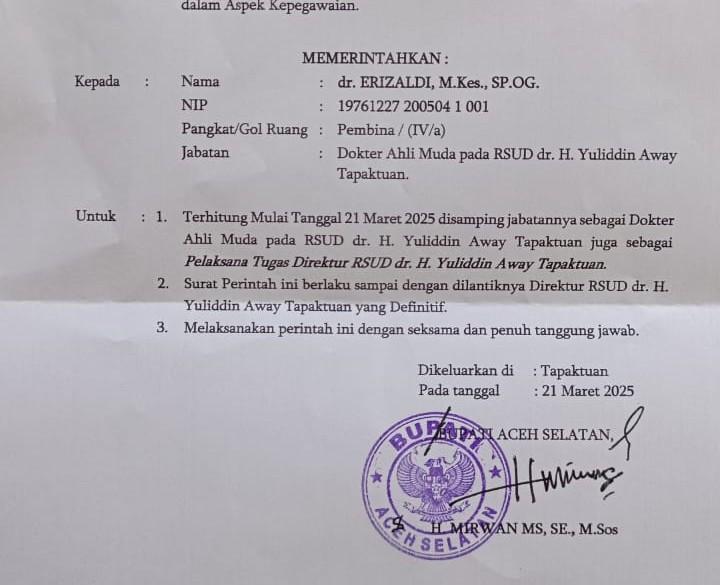 dalam Aspek Kepegawaian.
MEMERINTAHKAN :
Kepada : Nama : dr. ERIZALDI, M.Kes., SP.OG.
NIP : 19761227 200504 1 001
Pangkat/Gol Ruang : Pembina / (IV/a)
Jabatan : Dokter Ahli Muda pada RSUD dr. H. Yuliddin Away
Tapaktuan.
Untuk : 1. Terhitung Mulai Tanggal 21 Maret 2025 disamping jabatannya sebagai Dokter
Ahli Muda pada RSUD dr. H. Yuliddin Away Tapaktuan juga sebagai
Pelaksana Tugas Direktur RSUD dr. H. Yuliddin Away Tapaktuan.
2. Surat Perintah ini berlaku sampai dengan dilantiknya Direktur RSUD dr. H.
Yuliddin Away Tapaktuan yang Definitif.
3. Melaksanakan perintah ini dengan seksama dan penuh tanggung jawab.
Dikeluarkan di : Tapaktuan
Pada tanggal : 21 Maret 2025
BUPATI ACEH SELATAN,
BUPATI
ACEH SELATAN
H. MIRWAN MS, SE., M.Sos